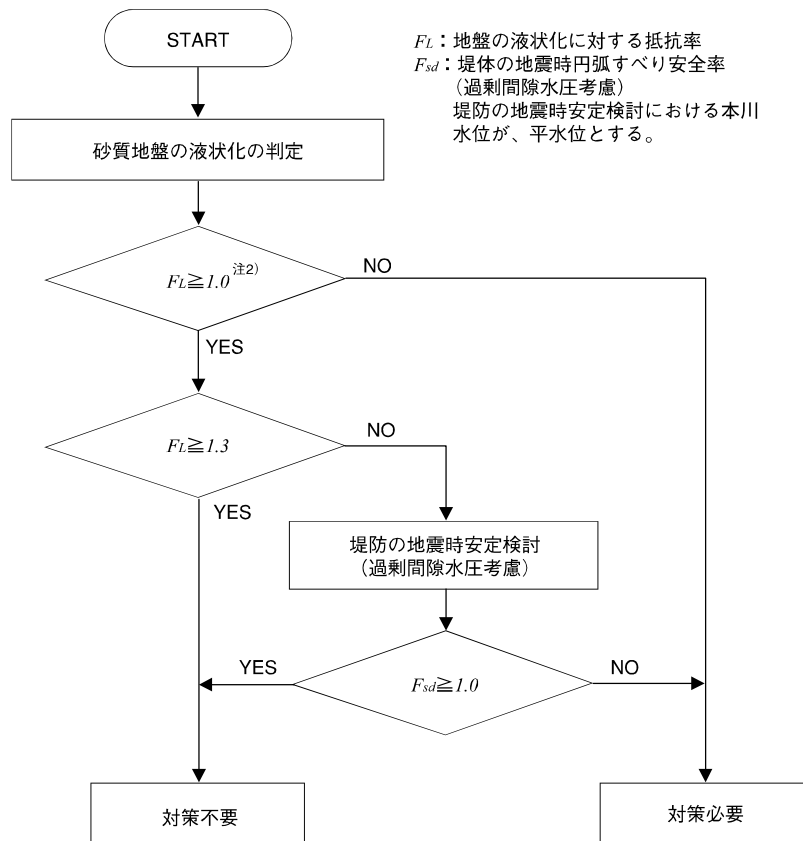 START
FL：地盤の液状化に対する抵抗率
Fsd：堤体の地震時円弧すべり安全率
（過剰間隙水圧考慮）
堤防の地震時安定検討における本川
水位が、平水位とする。
砂質地盤の液状化の判定
FL≧1.0注2)
NO
YES
FL≧1.3
NO
YES
堤防の地震時安定検討
（過剰間隙水圧考慮）
YES
Fsd≧1.0
NO
対策不要
対策必要